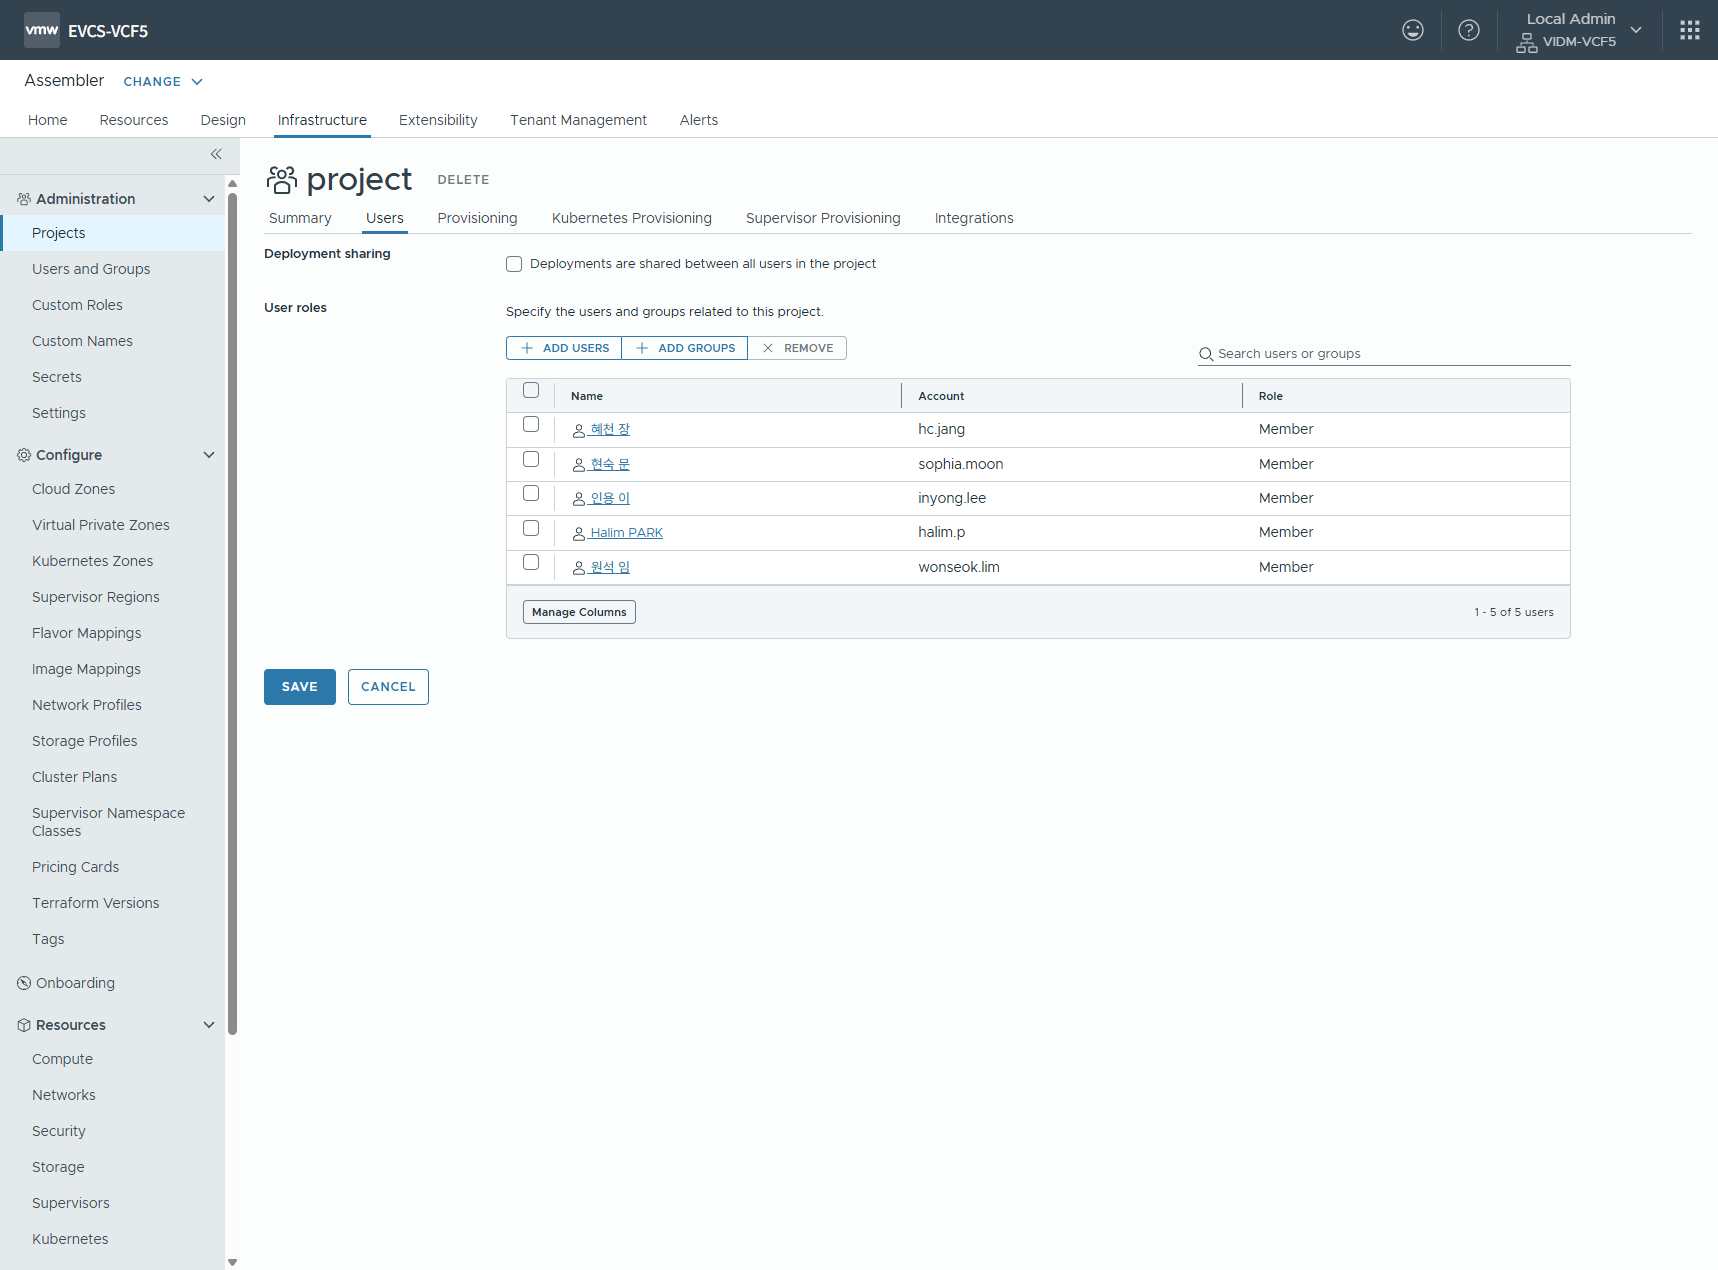 vmw EVCS-VCF5
Local Admin
VIDM-VCF5
Assembler CHANGE
Home Resources Design Infrastructure Extensibility Tenant Management Alerts
Administration
Projects
Users and Groups
Custom Roles
Custom Names
Secrets
Settings
Configure
Cloud Zones
Virtual Private Zones
Kubernetes Zones
Supervisor Regions
Flavor Mappings
Image Mappings
Network Profiles
Storage Profiles
Cluster Plans
Supervisor Namespace
Classes
Pricing Cards
Terraform Versions
Tags
Onboarding
Resources
Compute
Networks
Security
Storage
Supervisors
Kubernetes
project DELETE
Summary Users Provisioning Kubernetes Provisioning Supervisor Provisioning Integrations
Deployment sharing
Deployments are shared between all users in the project
User roles
Specify the users and groups related to this project.
ADD USERS ADD GROUPS REMOVE
Search users or groups
Name Account Role
혜천 장 hc.jang Member
현숙 문 sophia.moon Member
인용 이 inyong.lee Member
Halim PARK halim.p Member
원석 임 wonseok.lim Member
Manage Columns 1 - 5 of 5 users
SAVE CANCEL